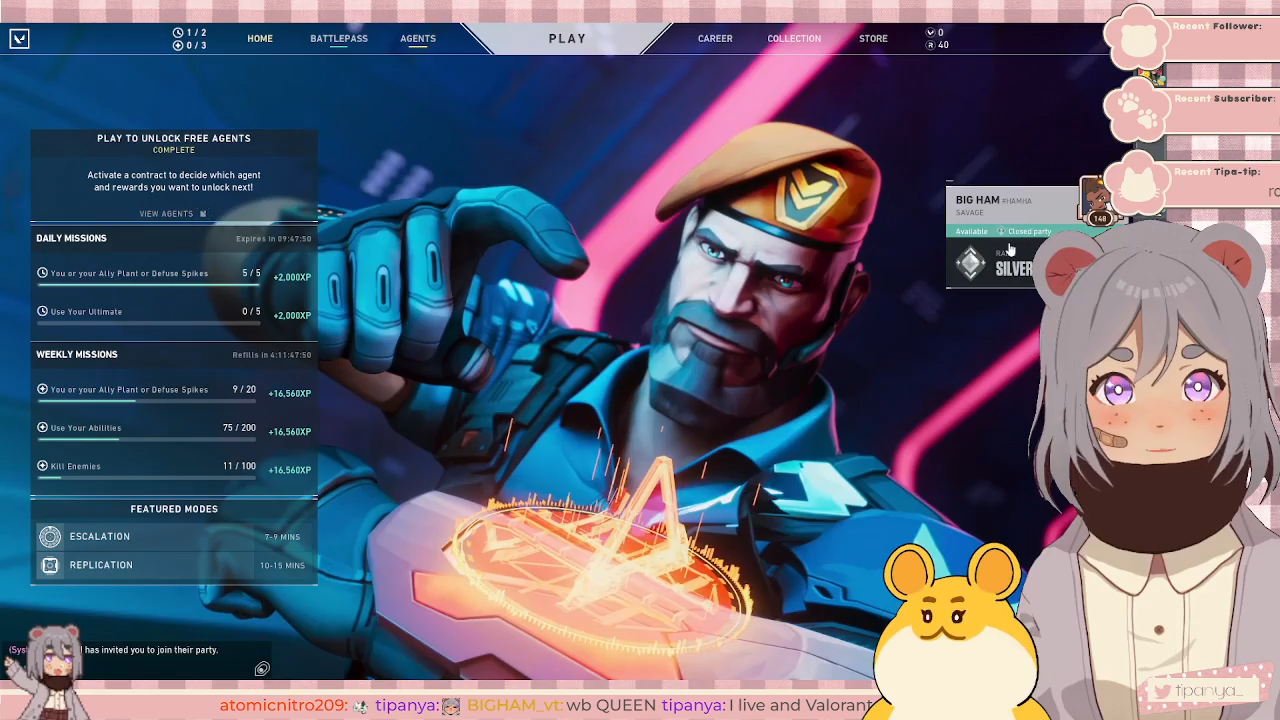 1 / 2
0 / 3
HOME
BATTLEPASS
AGENTS
PLAY
CAREER
COLLECTION
STORE
0
40
Recent Follower:
Recent Subscriber:
Recent Tipa-tip:
PLAY TO UNLOCK FREE AGENTS
COMPLETE
Activate a contract to decide which agent
and rewards you want to unlock next!
VIEW AGENTS
DAILY MISSIONS Expires in 09:47:50
You or your Ally Plant or Defuse Spikes 5 / 5 +2,000XP
Use Your Ultimate 0 / 5 +2,000XP
WEEKLY MISSIONS Refills in 4:11:47:50
You or your Ally Plant or Defuse Spikes 9 / 20 +16,560XP
Use Your Abilities 75 / 200 +16,560XP
Kill Enemies 11 / 100 +16,560XP
FEATURED MODES
ESCALATION 7-9 MINS
REPLICATION 10-15 MINS
BIG HAM #HAMHA
SAVAGE
148
Available Closed party
SILVER
has invited you to join their party.
atomicnitro209: tipanya: BIGHAM_vt: wb QUEEN tipanya: I live and Valorant
tipanya_